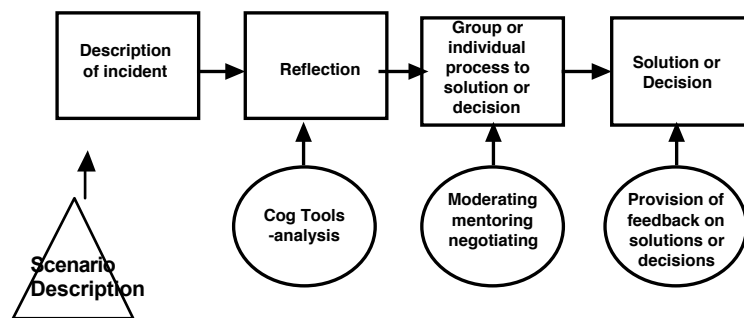 Description
of incident
Reflection
Group or
individual
process to
solution or
decision
Solution or
Decision
Cog Tools
-analysis
Moderating
mentoring
negotiating
Provision of
feedback on
solutions or
decisions
Scenario
Description